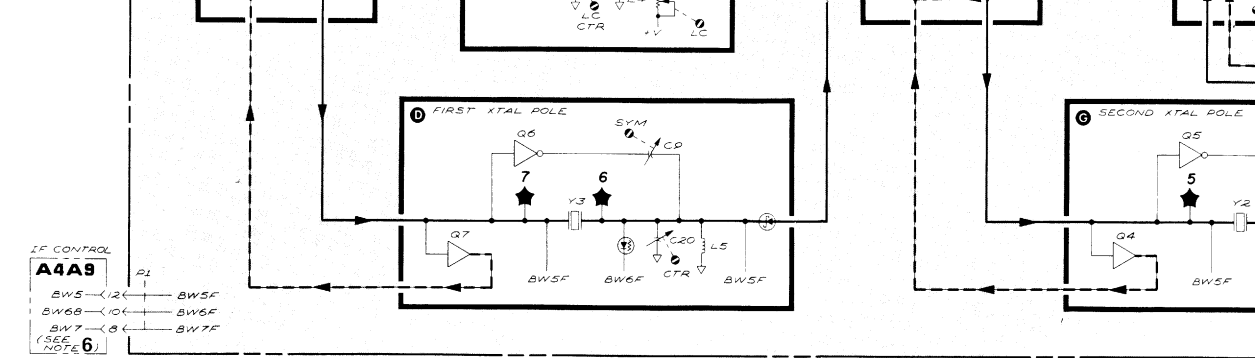 LC
CTR
+V
LC
D FIRST XTAL POLE
SYM
Q6
C9
7
6
Y3
Q7
C20
L5
BW5F
BW6F
CTR
BW5F
G SECOND XTAL POLE
Q5
5
Y2
Q4
BW5F
IF CONTROL
A4A9
P1
BW5 12 BW5F
BW6B 10 BW6F
BW7 8 BW7F
(SEE
NOTE 6)